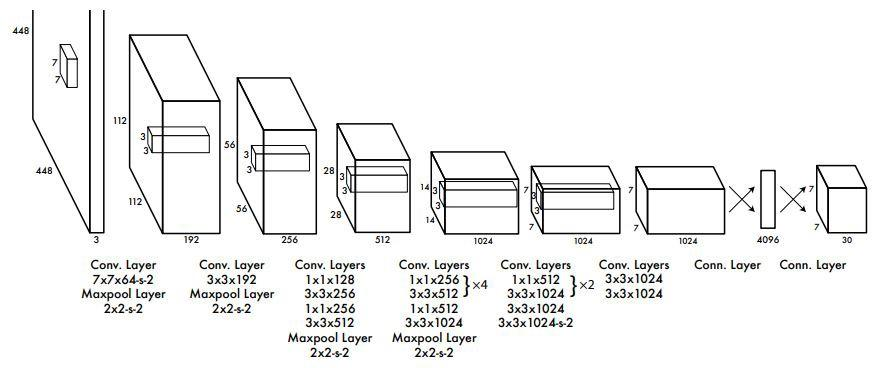 448
7
7
448
3
112
3
3
112
192
56
3
3
56
256
28
3
3
28
512
14
3
3
14
1024
7
3
3
7
1024
7
7
1024
4096
7
7
30
Conv. Layer
7x7x64-s-2
Maxpool Layer
2x2-s-2
Conv. Layer
3x3x192
Maxpool Layer
2x2-s-2
Conv. Layers
1x1x128
3x3x256
1x1x256
3x3x512
Maxpool Layer
2x2-s-2
Conv. Layers
1x1x256
3x3x512
}×4
1x1x512
3x3x1024
Maxpool Layer
2x2-s-2
Conv. Layers
1x1x512
3x3x1024
}×2
3x3x1024
3x3x1024-s-2
Conv. Layers
3x3x1024
3x3x1024
Conn. Layer
Conn. Layer